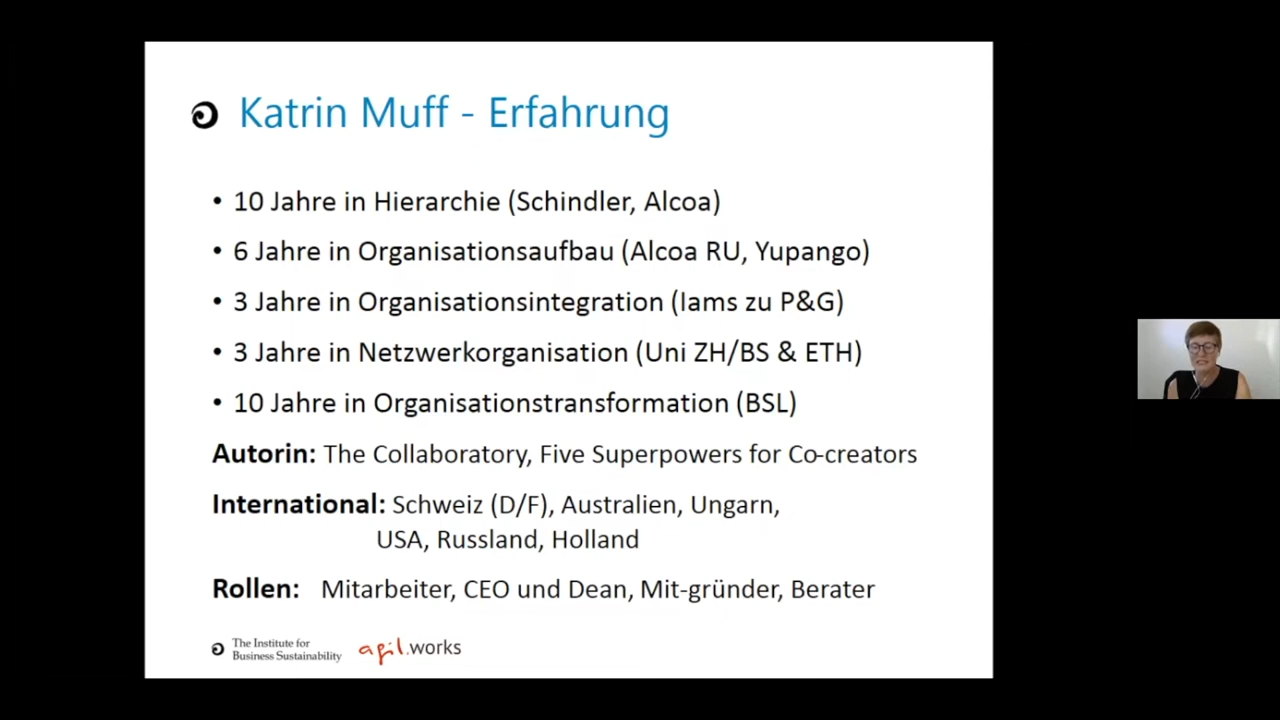 Katrin Muff - Erfahrung
• 10 Jahre in Hierarchie (Schindler, Alcoa)
• 6 Jahre in Organisationsaufbau (Alcoa RU, Yupango)
• 3 Jahre in Organisationsintegration (Iams zu P&G)
• 3 Jahre in Netzwerkorganisation (Uni ZH/BS & ETH)
• 10 Jahre in Organisationstransformation (BSL)
Autorin: The Collaboratory, Five Superpowers for Co-creators
International: Schweiz (D/F), Australien, Ungarn,
USA, Russland, Holland
Rollen: Mitarbeiter, CEO und Dean, Mit-gründer, Berater
The Institute for
Business Sustainability
agil.works